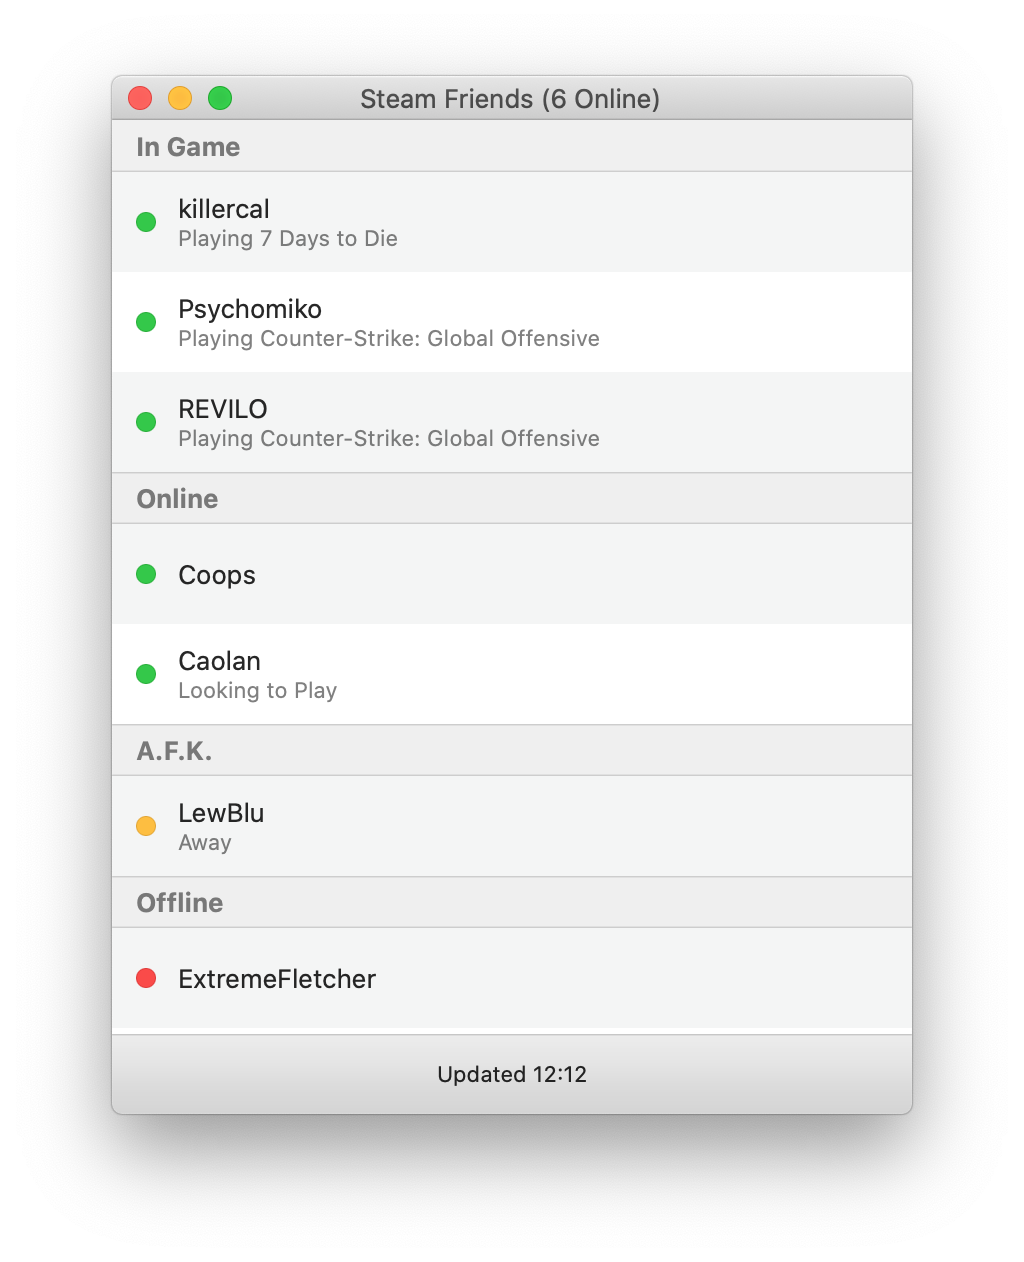 Steam Friends (6 Online)
In Game
killercal
Playing 7 Days to Die
Psychomiko
Playing Counter-Strike: Global Offensive
REVILO
Playing Counter-Strike: Global Offensive
Online
Coops
Caolan
Looking to Play
A.F.K.
LewBlu
Away
Offline
ExtremeFletcher
Updated 12:12